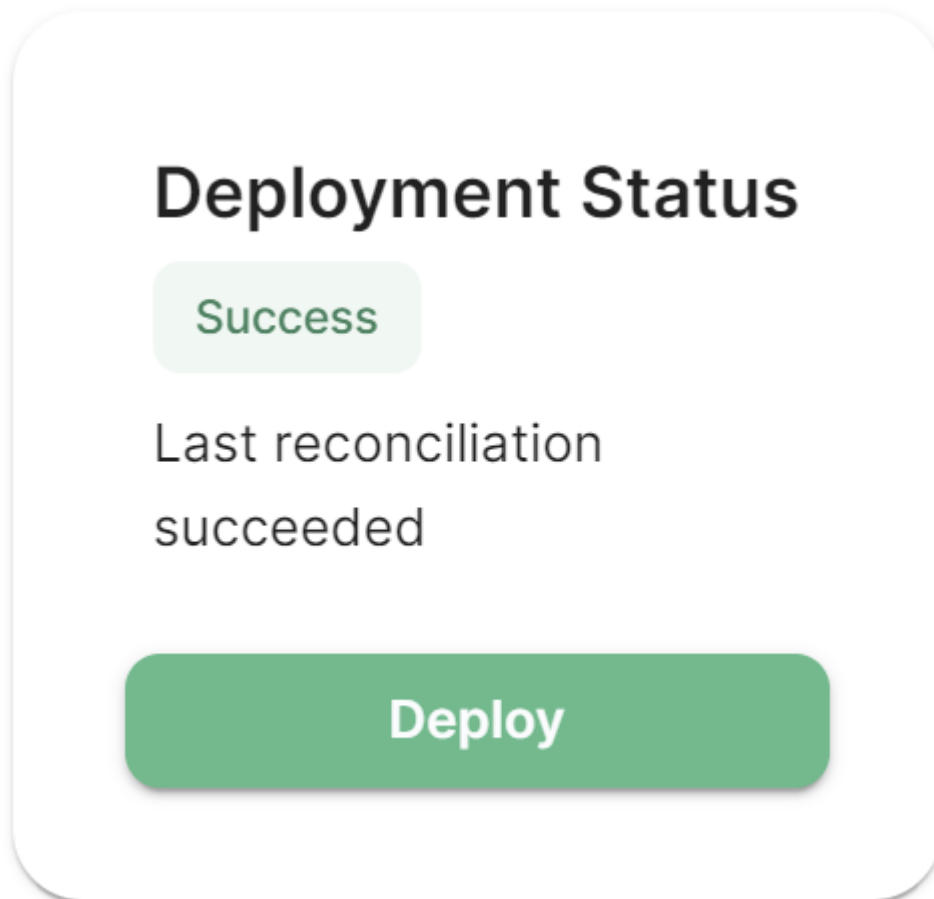 Deployment Status
Success
Last reconciliation
succeeded
Deploy